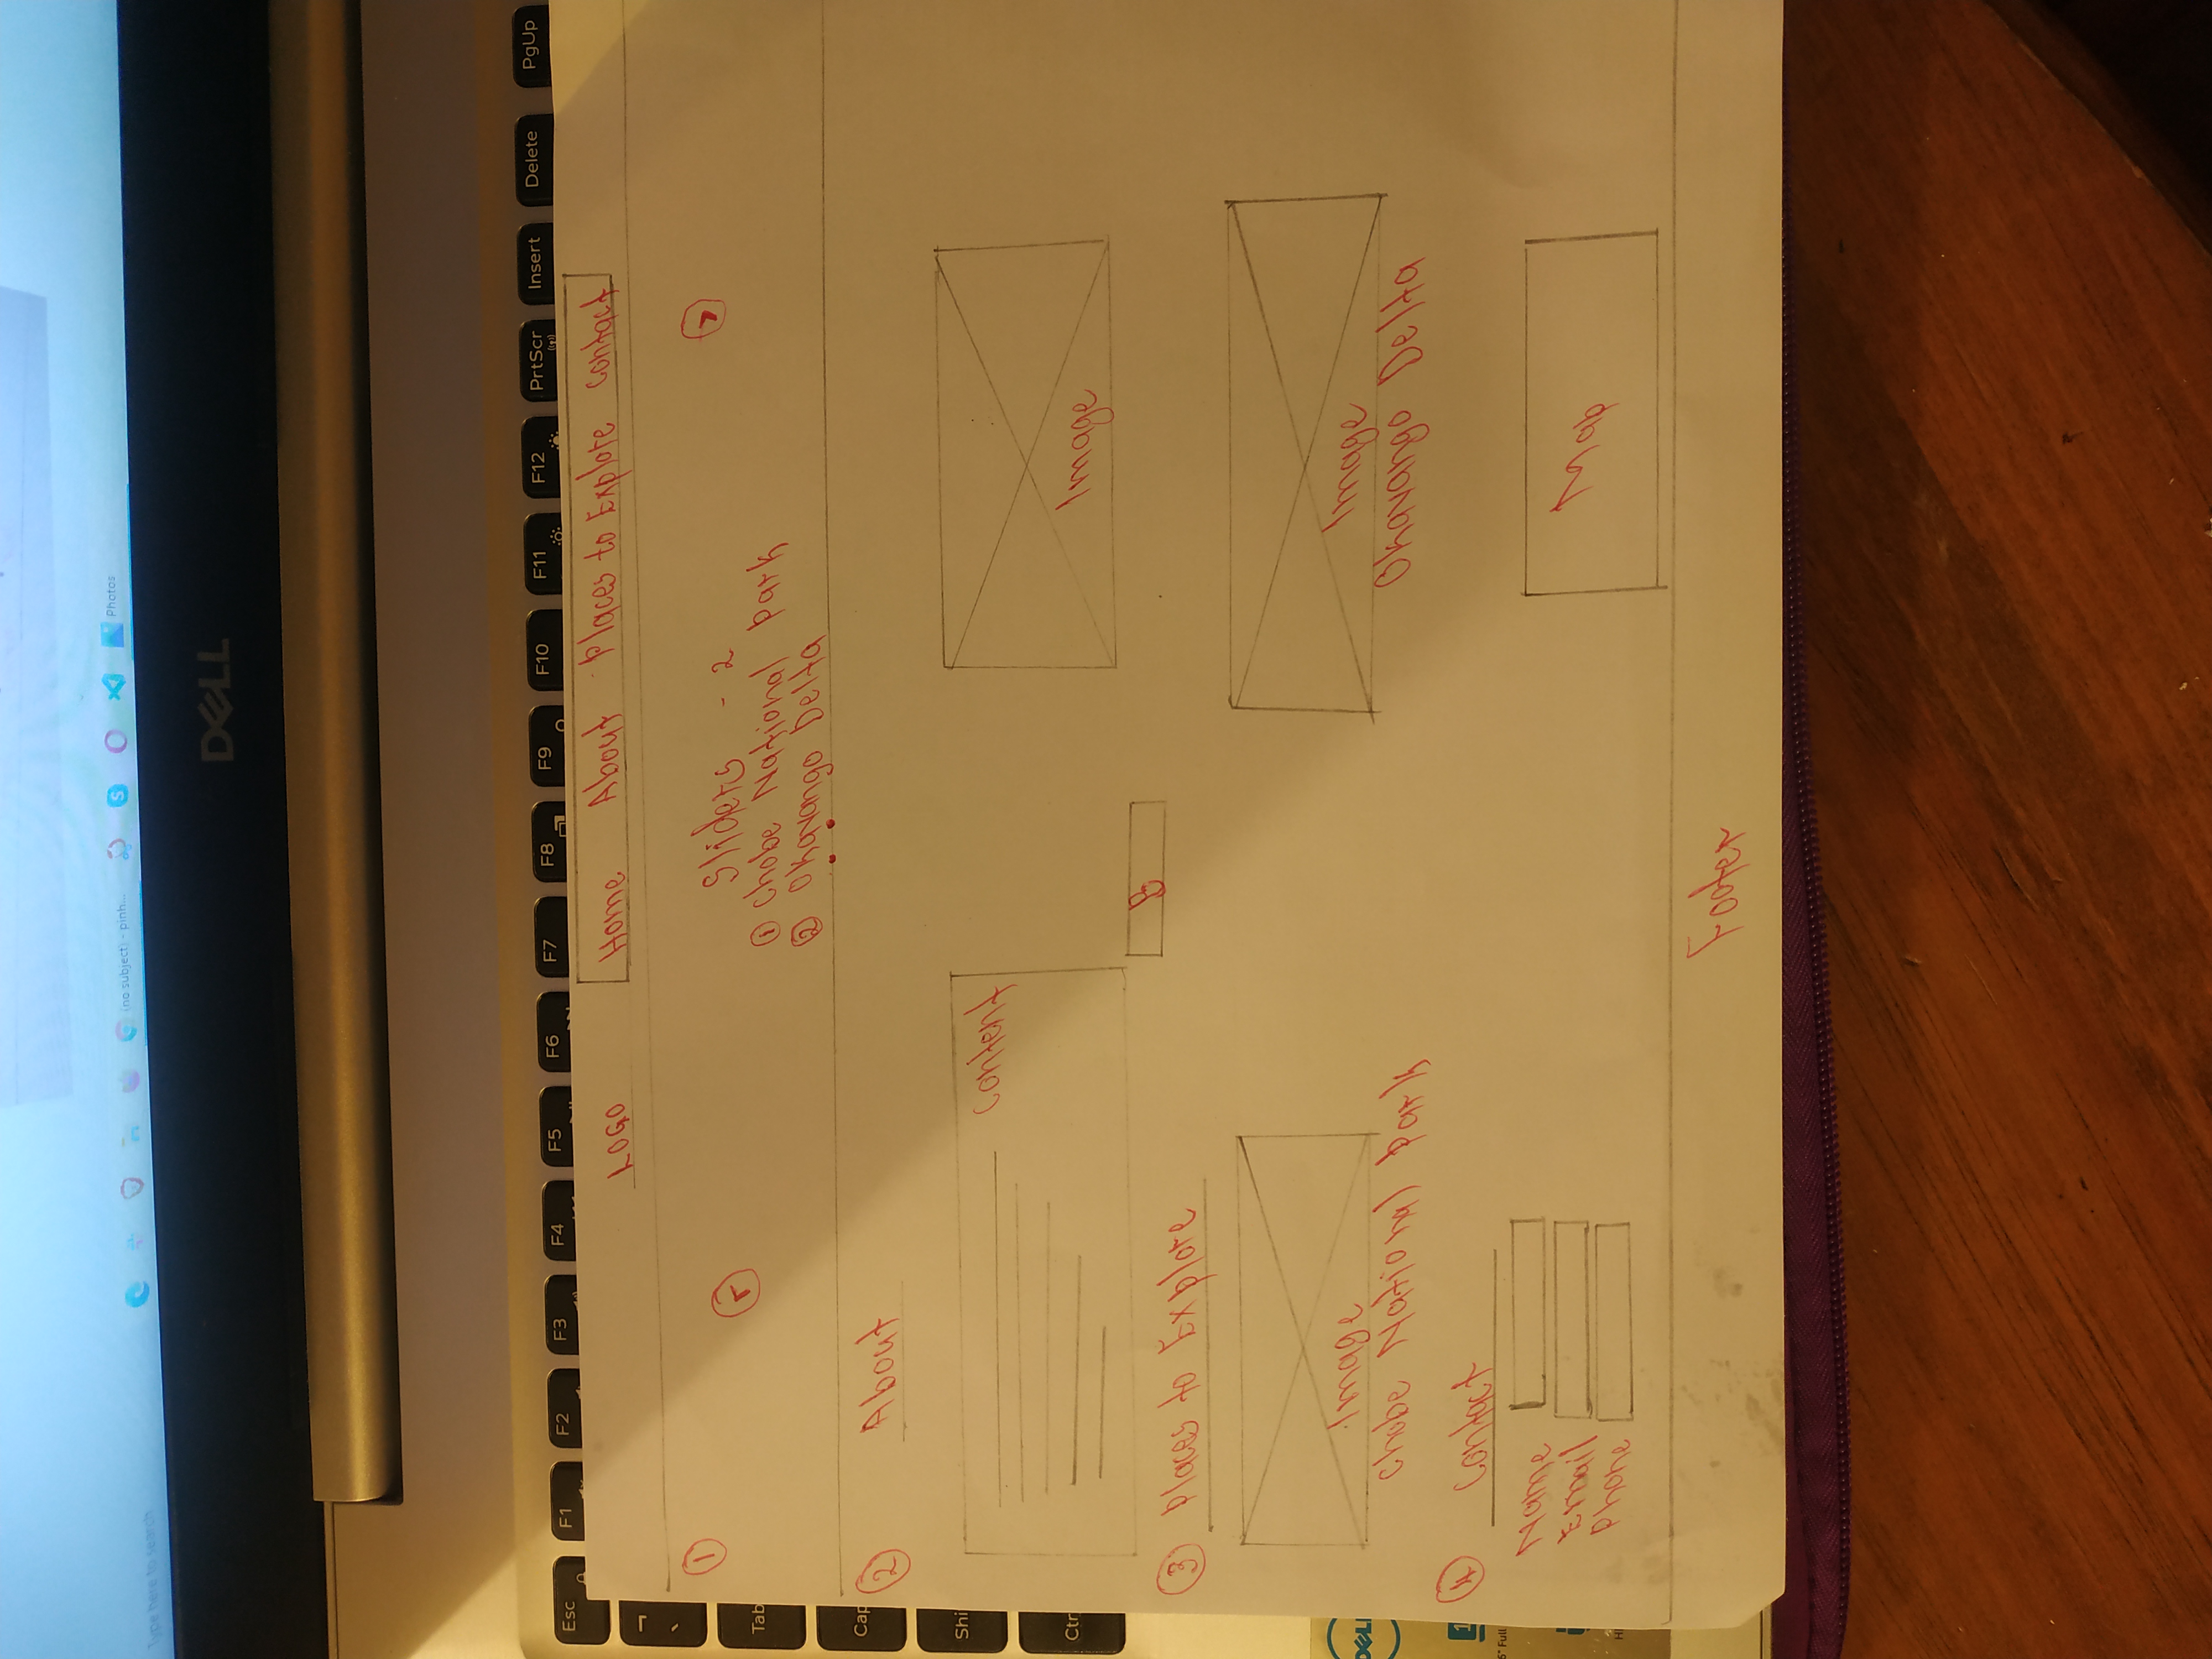 Type here to search
(no subject) - pinh...
Photos
DELL
Esc F1 F2 F3 F4 F5 F6 F7 F8 F9 F10 F11 F12 PrtScr Insert Delete PgUp
Tab
Cap
Shi
Ctr
DELL
LOGO Home About Places to Explore Contact
1 < Sliders - 2 >
1 Chobe National Park
2 Okavango Delta
2 About
Content
Image
B
3 Places to Explore
Image Image
Chobe National Park Okavango Delta
4 Contact
Name
Email
Phone
Map
Footer